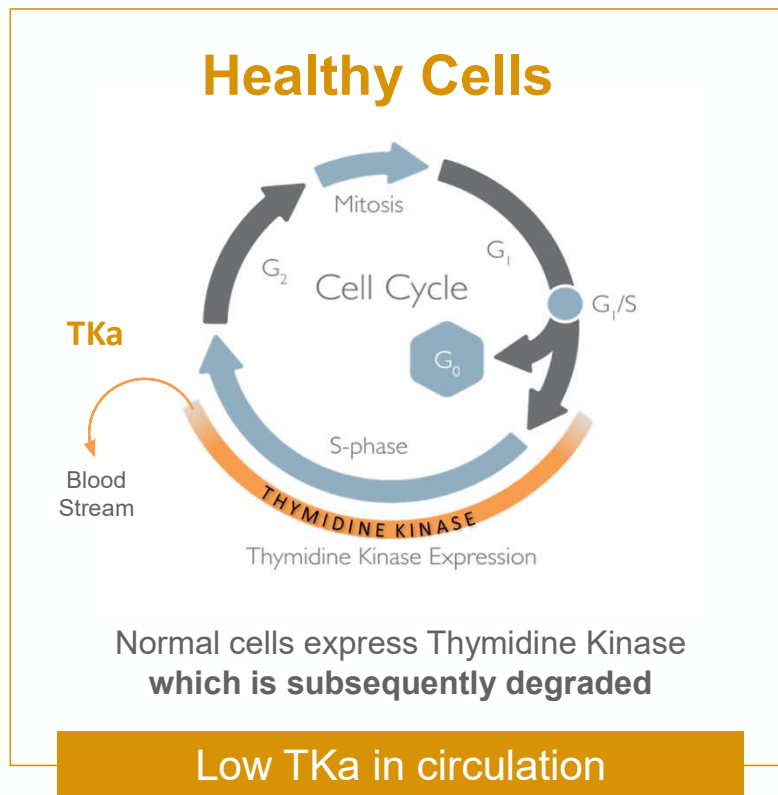 Healthy Cells
Mitosis
G₁
G₂
Cell Cycle
G₁/S
TKa
G₀
S-phase
Blood
Stream
THYMIDINE KINASE
Thymidine Kinase Expression
Normal cells express Thymidine Kinase
which is subsequently degraded
Low TKa in circulation